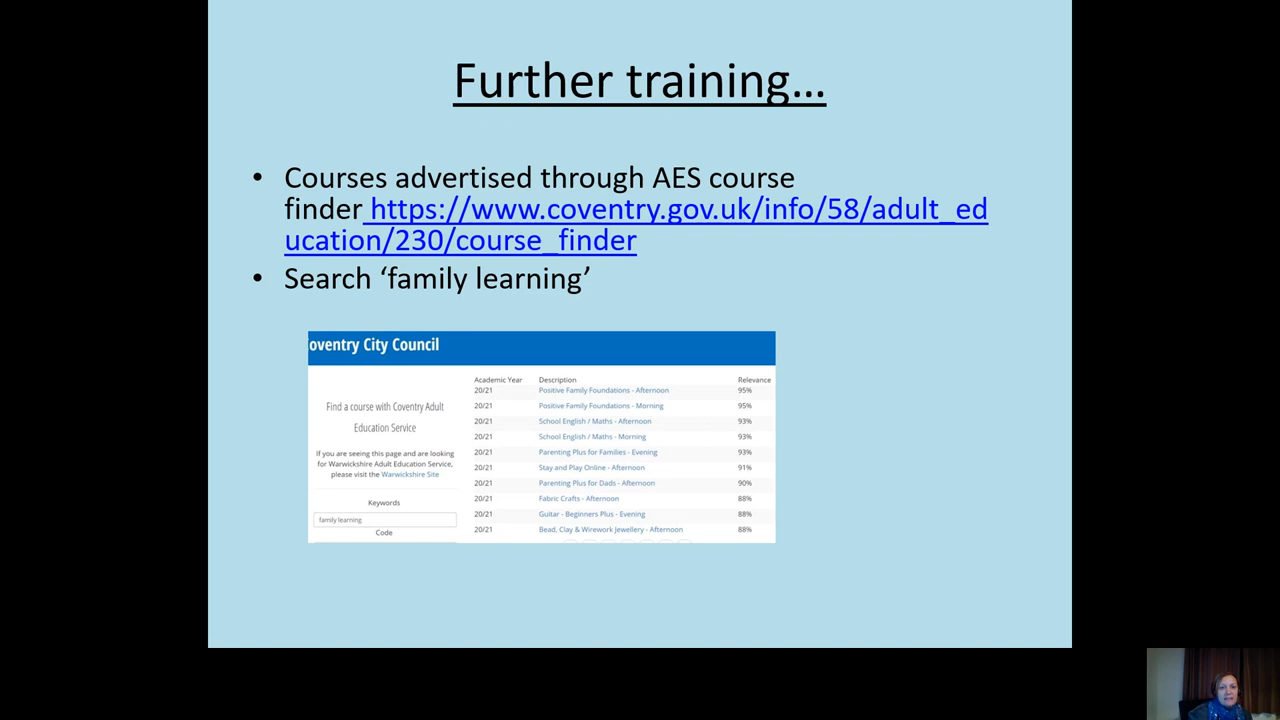 Further training…
• Courses advertised through AES course
finder https://www.coventry.gov.uk/info/58/adult_ed
ucation/230/course_finder
• Search ‘family learning’
oventry City Council
Find a course with Coventry Adult
Education Service
If you are seeing this page and are looking
for Warwickshire Adult Education Service,
please visit the Warwickshire Site
Keywords
family learning
Code
Academic Year Description Relevance
20/21 Positive Family Foundations - Afternoon 95%
20/21 Positive Family Foundations - Morning 95%
20/21 School English / Maths - Afternoon 93%
20/21 School English / Maths - Morning 93%
20/21 Parenting Plus for Families - Evening 93%
20/21 Stay and Play Online - Afternoon 91%
20/21 Parenting Plus for Dads - Afternoon 90%
20/21 Fabric Crafts - Afternoon 88%
20/21 Guitar - Beginners Plus - Evening 88%
20/21 Bead, Clay & Wirework Jewellery - Afternoon 88%